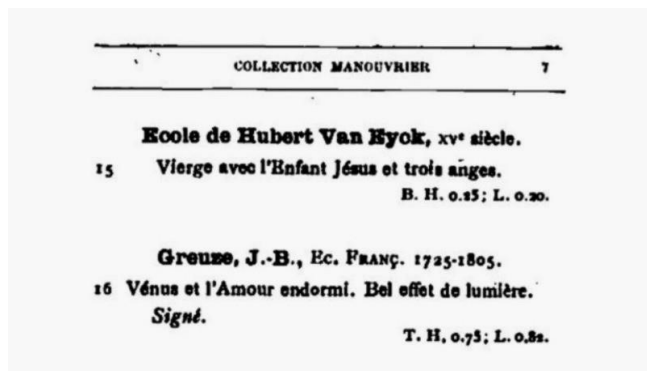 COLLECTION MANOUVRIER 7
Ecole de Hubert Van Eyck, XVe siècle.
15 Vierge avec l'Enfant Jésus et trois anges.
B. H. 0.25; L. 0.20.
Greuze, J.-B., Ec. Franç. 1725-1805.
16 Vénus et l'Amour endormi. Bel effet de lumière.
Signé.
T. H. 0.75; L. 0.82.